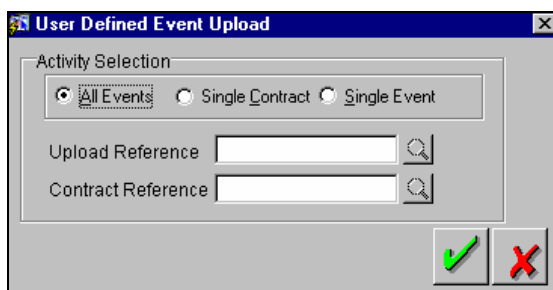 User Defined Event Upload
Activity Selection
All Events Single Contract Single Event
Upload Reference
Contract Reference